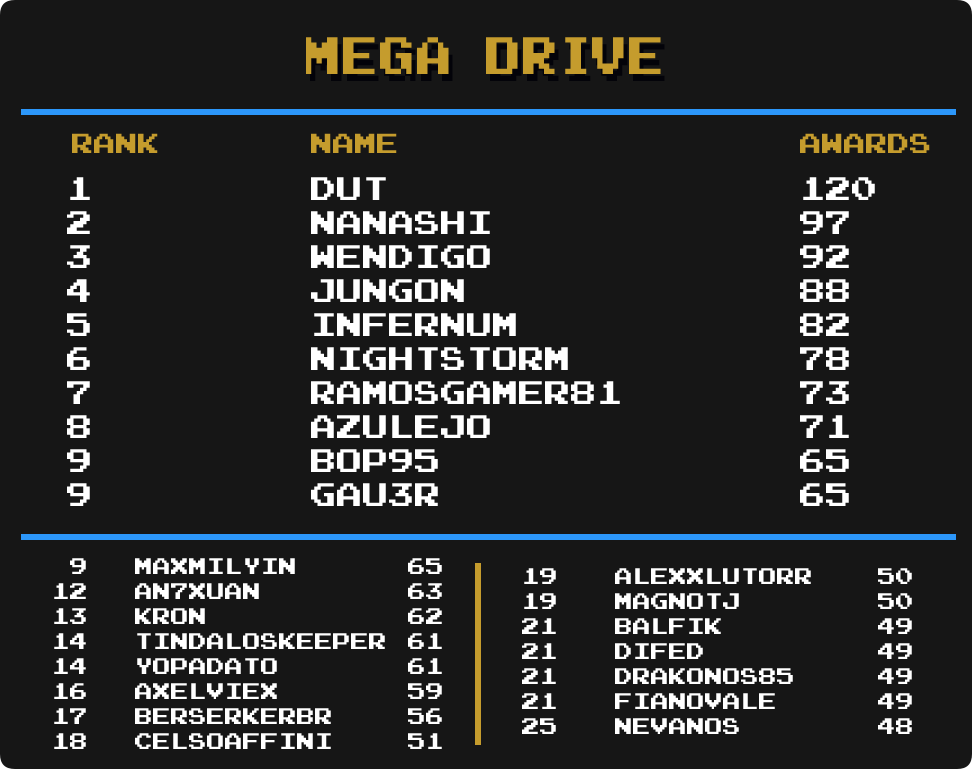 MEGA DRIVE
RANK NAME AWARDS
1 DUT 120
2 NANASHI 97
3 WENDIGO 92
4 JUNGON 88
5 INFERNUM 82
6 NIGHTSTORM 78
7 RAMOSGAMER81 73
8 AZULEJO 71
9 BOP95 65
9 GAU3R 65
9 MAXMILYIN 65
12 AN7XUAN 63
13 KRON 62
14 TINDALOSKEEPER 61
14 YOPADATO 61
16 AXELVIEX 59
17 BERSERKERBR 56
18 CELSOAFFINI 51
19 ALEXXLUTORR 50
19 MAGNOTJ 50
21 BALFIK 49
21 DIFED 49
21 DRAKONOS85 49
21 FIANOVALE 49
25 NEVANOS 48